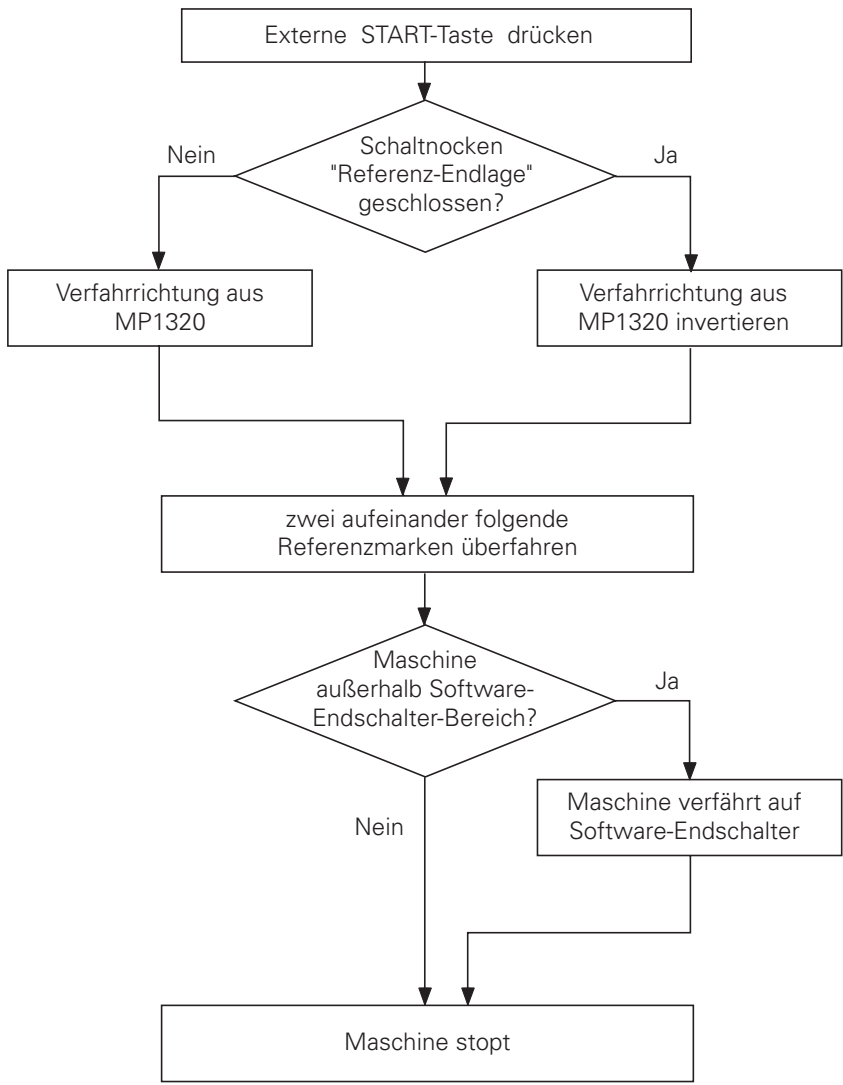 Externe START-Taste drücken
Schaltnocken
"Referenz-Endlage"
geschlossen?
Nein
Ja
Verfahrrichtung aus
MP1320
Verfahrrichtung aus
MP1320 invertieren
zwei aufeinander folgende
Referenzmarken überfahren
Maschine
außerhalb Software-
Endschalter-Bereich?
Ja
Maschine verfährt auf
Software-Endschalter
Nein
Maschine stopt